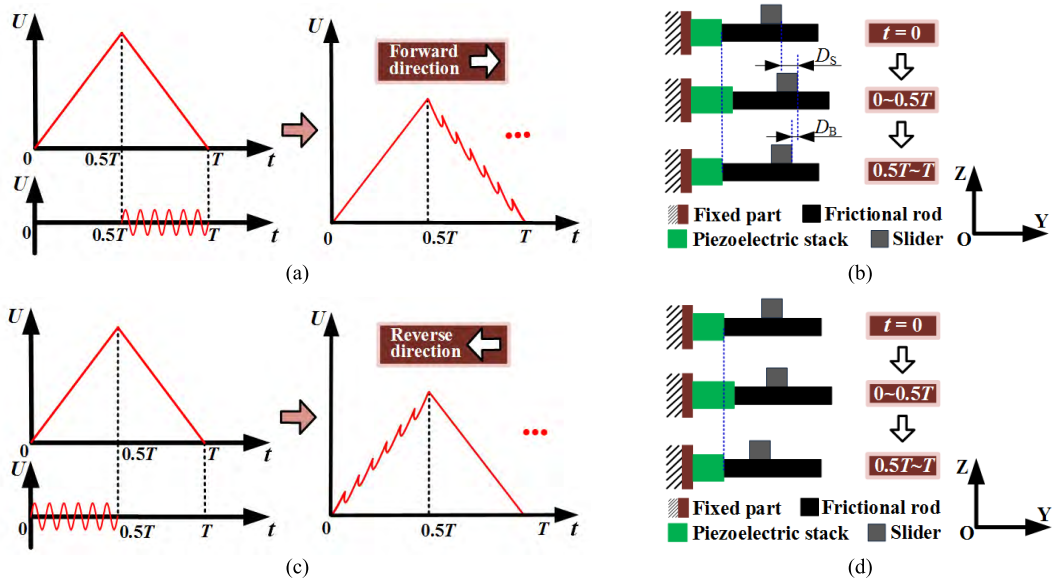 U
0
0.5T
T
t
U
0
0.5T
T
t
U
Forward
direction
0
0.5T
T
t
(a)
t = 0
D_S
0~0.5T
D_B
0.5T~T
Z
O
Y
Fixed part
Frictional rod
Piezoelectric stack
Slider
(b)
U
0
0.5T
T
t
U
0
0.5T
T
t
U
Reverse
direction
0
0.5T
T
t
(c)
t = 0
0~0.5T
0.5T~T
Z
O
Y
Fixed part
Frictional rod
Piezoelectric stack
Slider
(d)